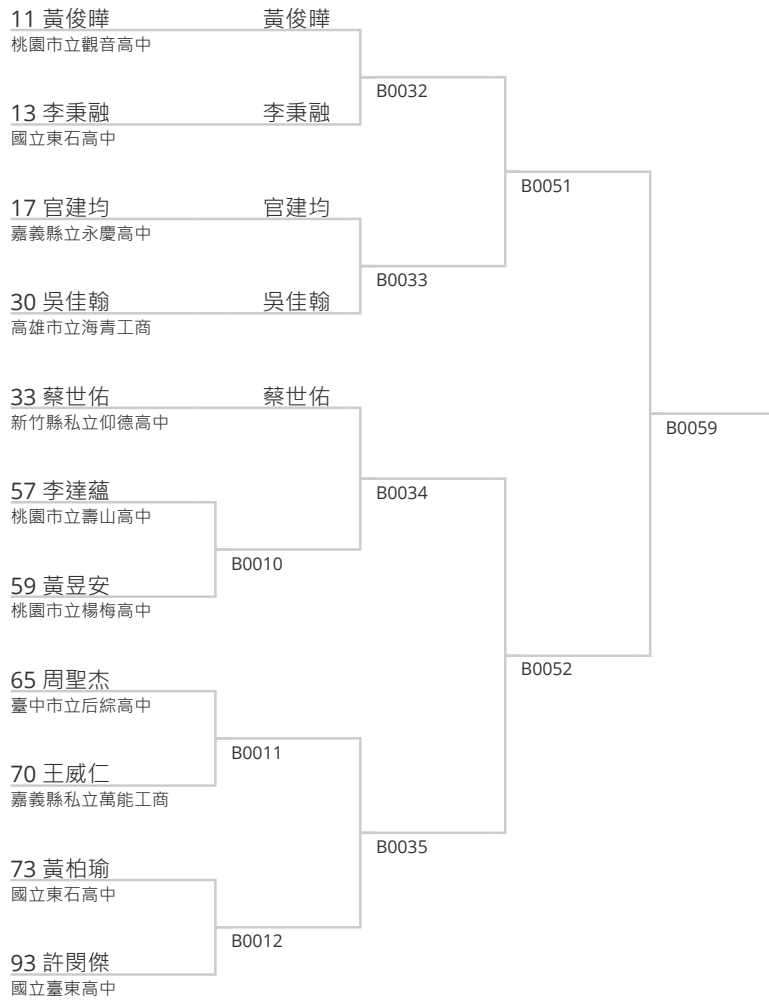 11 黃俊曄 黃俊曄
桃園市立觀音高中
B0032
13 李秉融 李秉融
國立東石高中
B0051
17 官建均 官建均
嘉義縣立永慶高中
B0033
30 吳佳翰 吳佳翰
高雄市立海青工商
33 蔡世佑 蔡世佑
新竹縣私立仰德高中
B0059
57 李達蘊
B0034
桃園市立壽山高中
B0010
59 黃昱安
桃園市立楊梅高中
B0052
65 周聖杰
臺中市立后綜高中
B0011
70 王威仁
嘉義縣私立萬能工商
B0035
73 黃柏瑜
國立東石高中
B0012
93 許閔傑
國立臺東高中